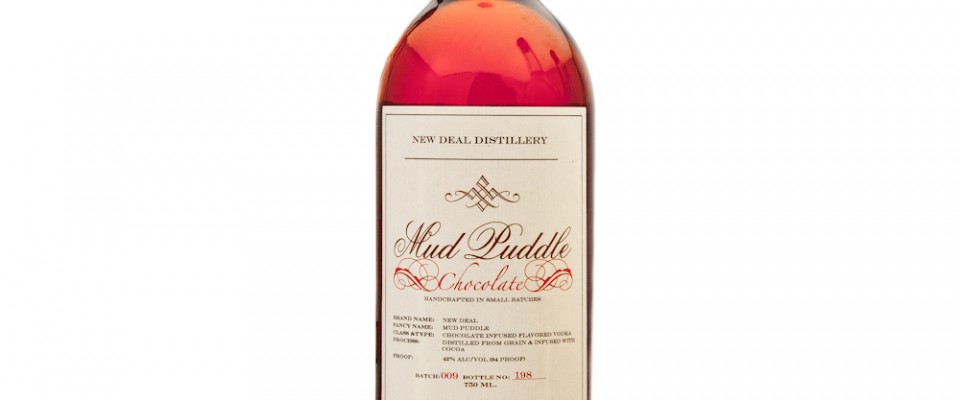 NEW DEAL DISTILLERY
Mud Puddle
Chocolate
HANDCRAFTED IN SMALL BATCHES
BRAND NAME: NEW DEAL
FANCY NAME: MUD PUDDLE
CLASS &TYPE: CHOCOLATE INFUSED FLAVORED VODKA
PROCESS: DISTILLED FROM GRAIN & INFUSED WITH
COCOA
PROOF: 42% ALC/VOL (84 PROOF)
BATCH: 009 BOTTLE NO: 198
750 ML.